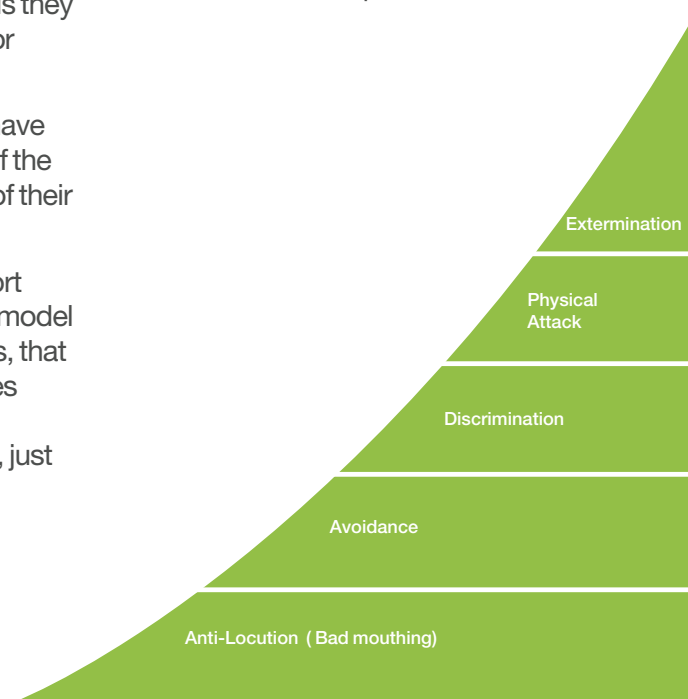 is they
or
ave
f the
of their
ort
model
s, that
es
, just
Extermination
Physical
Attack
Discrimination
Avoidance
Anti-Locution ( Bad mouthing)